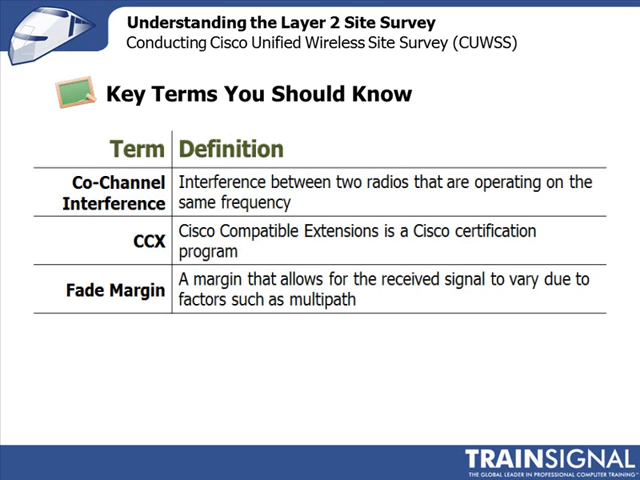 Understanding the Layer 2 Site Survey
Conducting Cisco Unified Wireless Site Survey (CUWSS)
Key Terms You Should Know
Term Definition
Co-Channel Interference Interference between two radios that are operating on the
same frequency
CCX Cisco Compatible Extensions is a Cisco certification
program
Fade Margin A margin that allows for the received signal to vary due to
factors such as multipath
TRAINSIGNAL
THE GLOBAL LEADER IN PROFESSIONAL COMPUTER TRAINING™